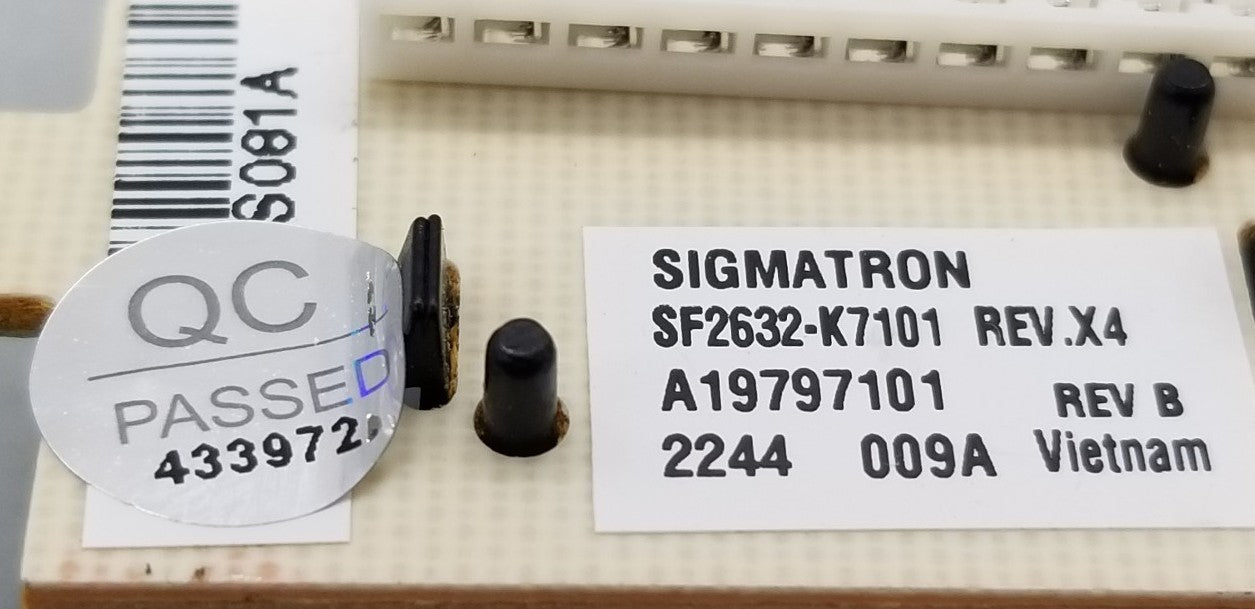 S081A
QC
PASSED
433972
SIGMATRON
SF2632-K7101 REV.X4
A19797101 REV B
2244 009A Vietnam